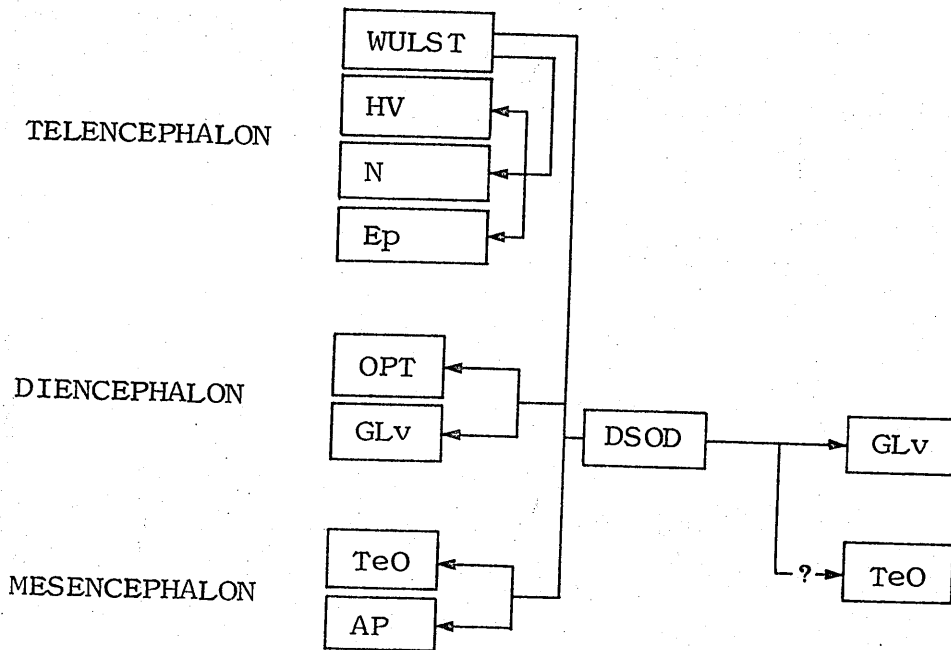 WULST
HV
TELENCEPHALON
N
Ep
OPT
DIENCEPHALON
GLv
DSOD
GLv
TeO
MESENCEPHALON
AP
?
TeO